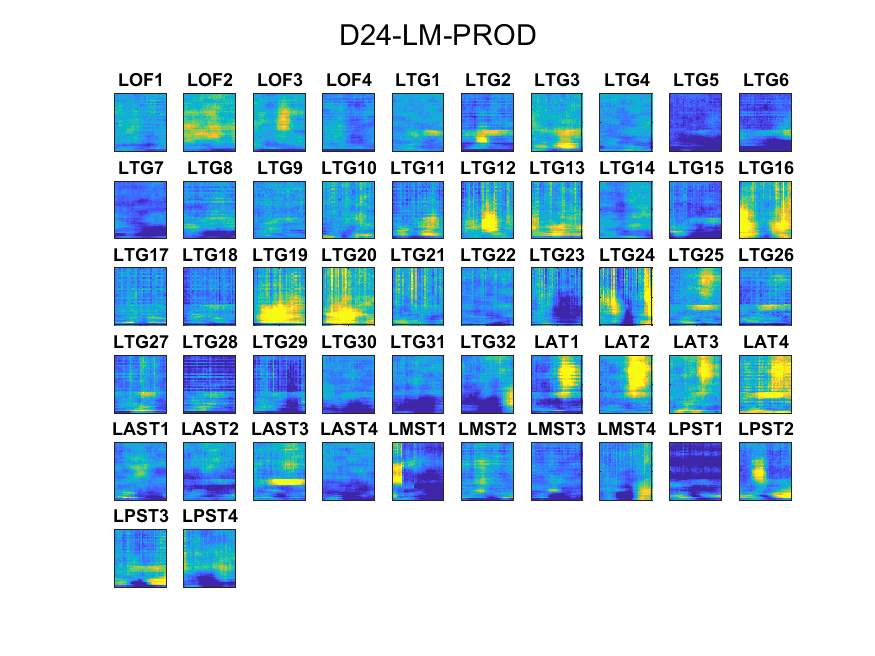 D24-LM-PROD
LOF1 LOF2 LOF3 LOF4 LTG1 LTG2 LTG3 LTG4 LTG5 LTG6
LTG7 LTG8 LTG9 LTG10 LTG11 LTG12 LTG13 LTG14 LTG15 LTG16
LTG17 LTG18 LTG19 LTG20 LTG21 LTG22 LTG23 LTG24 LTG25 LTG26
LTG27 LTG28 LTG29 LTG30 LTG31 LTG32 LAT1 LAT2 LAT3 LAT4
LAST1 LAST2 LAST3 LAST4 LMST1 LMST2 LMST3 LMST4 LPST1 LPST2
LPST3 LPST4